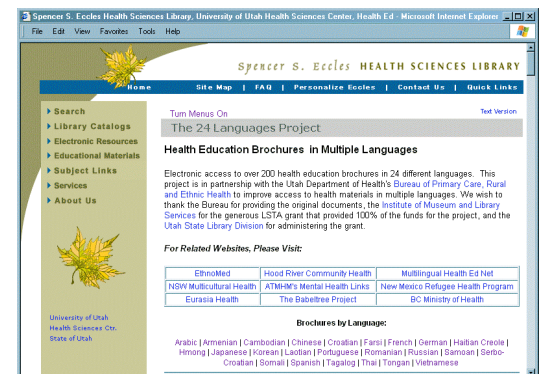 Spencer S. Eccles Health Sciences Library, University of Utah Health Sciences Center, Health Ed - Microsoft Internet Explorer
File Edit View Favorites Tools Help
Spencer S. Eccles HEALTH SCIENCES LIBRARY
Home Site Map | FAQ | Personalize Eccles | Contact Us | Quick Links
Search
Library Catalogs
Electronic Resources
Educational Materials
Subject Links
Services
About Us
University of Utah
Health Sciences Ctr.
State of Utah
Turn Menus On Text Version
The 24 Languages Project
Health Education Brochures in Multiple Languages
Electronic access to over 200 health education brochures in 24 different languages. This
project is in partnership with the Utah Department of Health's Bureau of Primary Care, Rural
and Ethnic Health to improve access to health materials in multiple languages. We wish to
thank the Bureau for providing the original documents, the Institute of Museum and Library
Services for the generous LSTA grant that provided 100% of the funds for the project, and the
Utah State Library Division for administering the grant.
For Related Websites, Please Visit:
EthnoMed Hood River Community Health Multilingual Health Ed Net
NSW Multicultural Health ATMHM's Mental Health Links New Mexico Refugee Health Program
Eurasia Health The Babeltree Project BC Ministry of Health
Brochures by Language:
Arabic | Armenian | Cambodian | Chinese | Croatian | Farsi | French | German | Haitian Creole |
Hmong | Japanese | Korean | Laotian | Portuguese | Romanian | Russian | Samoan | Serbo-
Croatian | Somali | Spanish | Tagalog | Thai | Tongan | Vietnamese